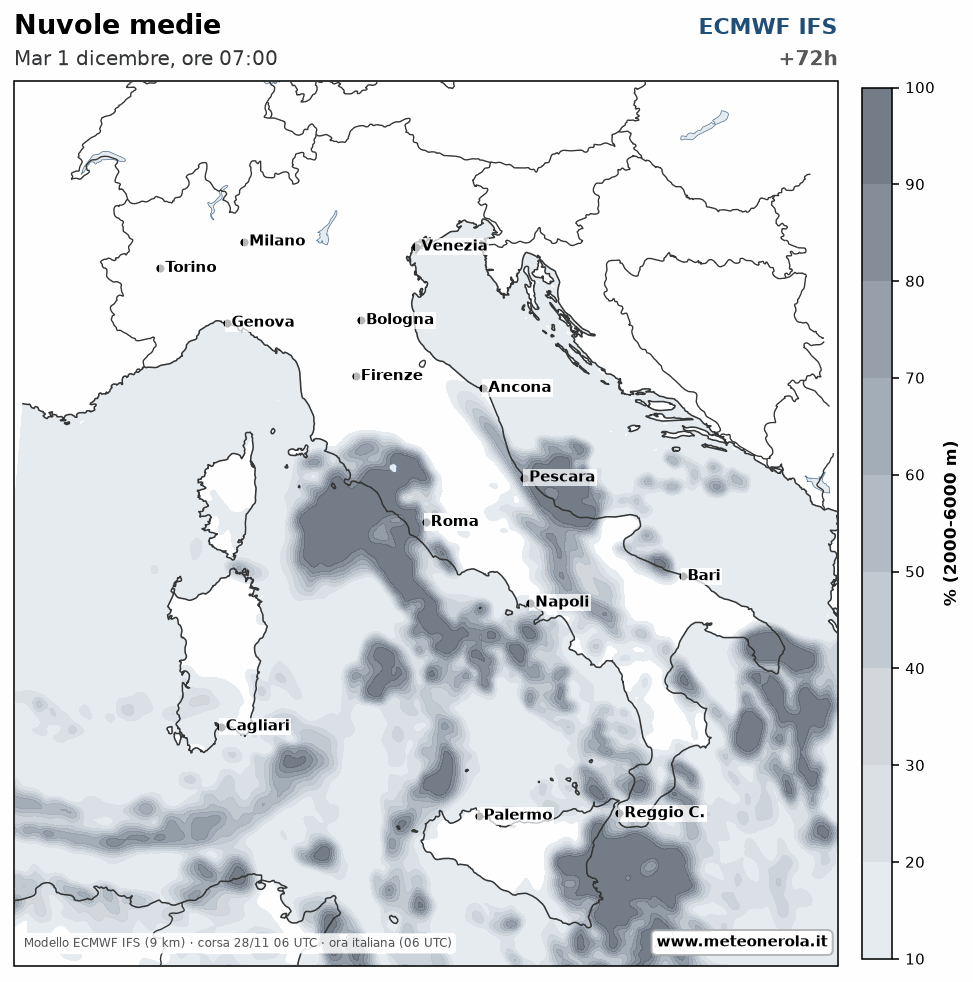 Nuvole medie
ECMWF IFS
Mar 1 dicembre, ore 07:00
+72h
Milano
Venezia
Torino
Genova
Bologna
Firenze
Ancona
Pescara
Roma
Bari
Napoli
Cagliari
Palermo
Reggio C.
100
90
80
70
60
50
40
30
20
10
% (2000-6000 m)
Modello ECMWF IFS (9 km) · corsa 28/11 06 UTC · ora italiana (06 UTC)
www.meteonerola.it